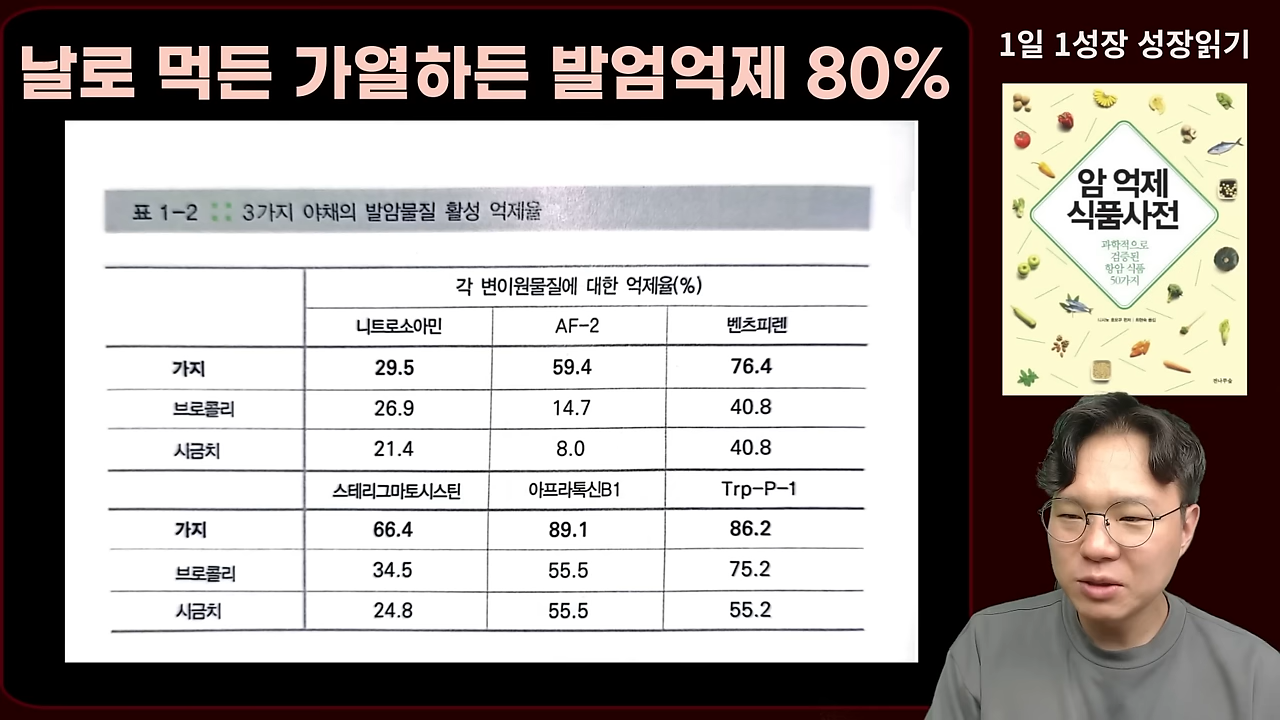 날로 먹든 가열하든 발엄억제 80%
1일 1성장 성장읽기
표 1-2 3가지 야채의 발암물질 활성 억제율
각 변이원물질에 대한 억제율(%)
니트로소아민 AF-2 벤츠피렌
가지 29.5 59.4 76.4
브로콜리 26.9 14.7 40.8
시금치 21.4 8.0 40.8
스테리그마토시스틴 아프라톡신B1 Trp-P-1
가지 66.4 89.1 86.2
브로콜리 34.5 55.5 75.2
시금치 24.8 55.5 55.2
암 억제
식품사전
과학적으로
검증된
항암 식품
50가지
전나무숲